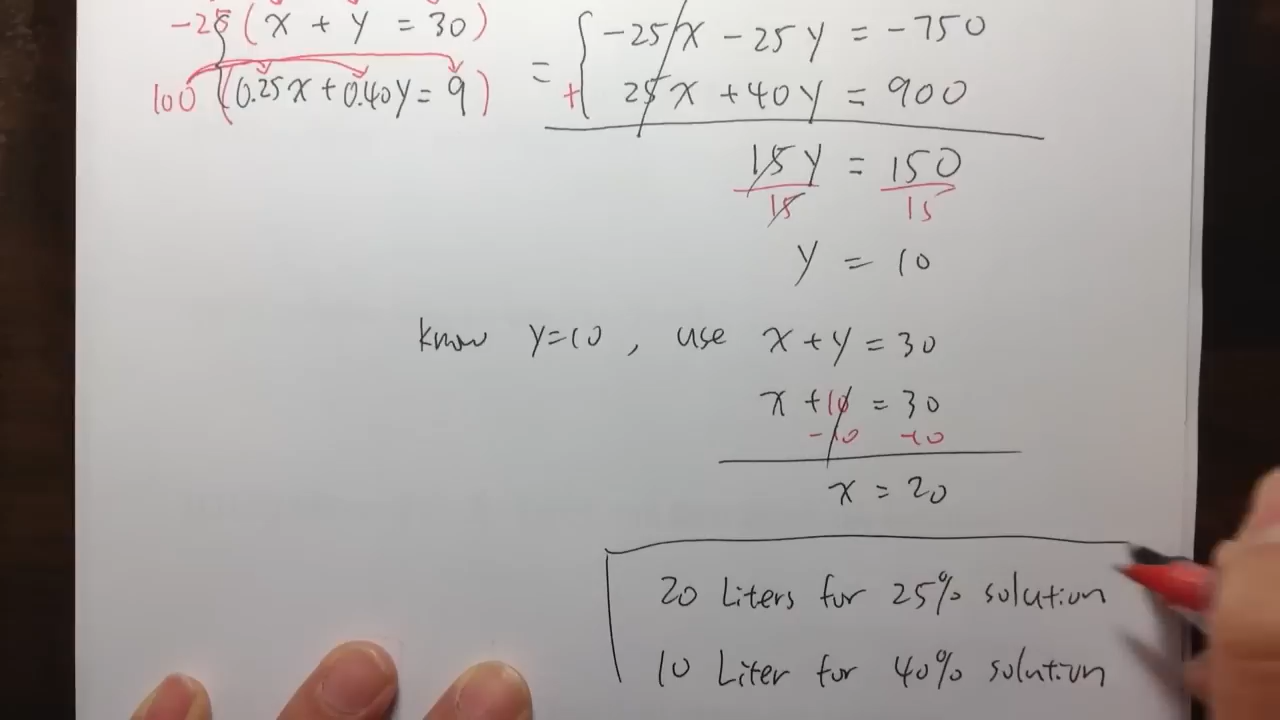 -25 ( x + y = 30 )
100 ( 0.25x + 0.40y = 9 )
= -25x - 25y = -750
+ 25x + 40y = 900
15y = 150
15 15
y = 10
know y=10 , use x + y = 30
x + 10 = 30
-10 -10
x = 20
20 Liters for 25% solution
10 Liter for 40% solution